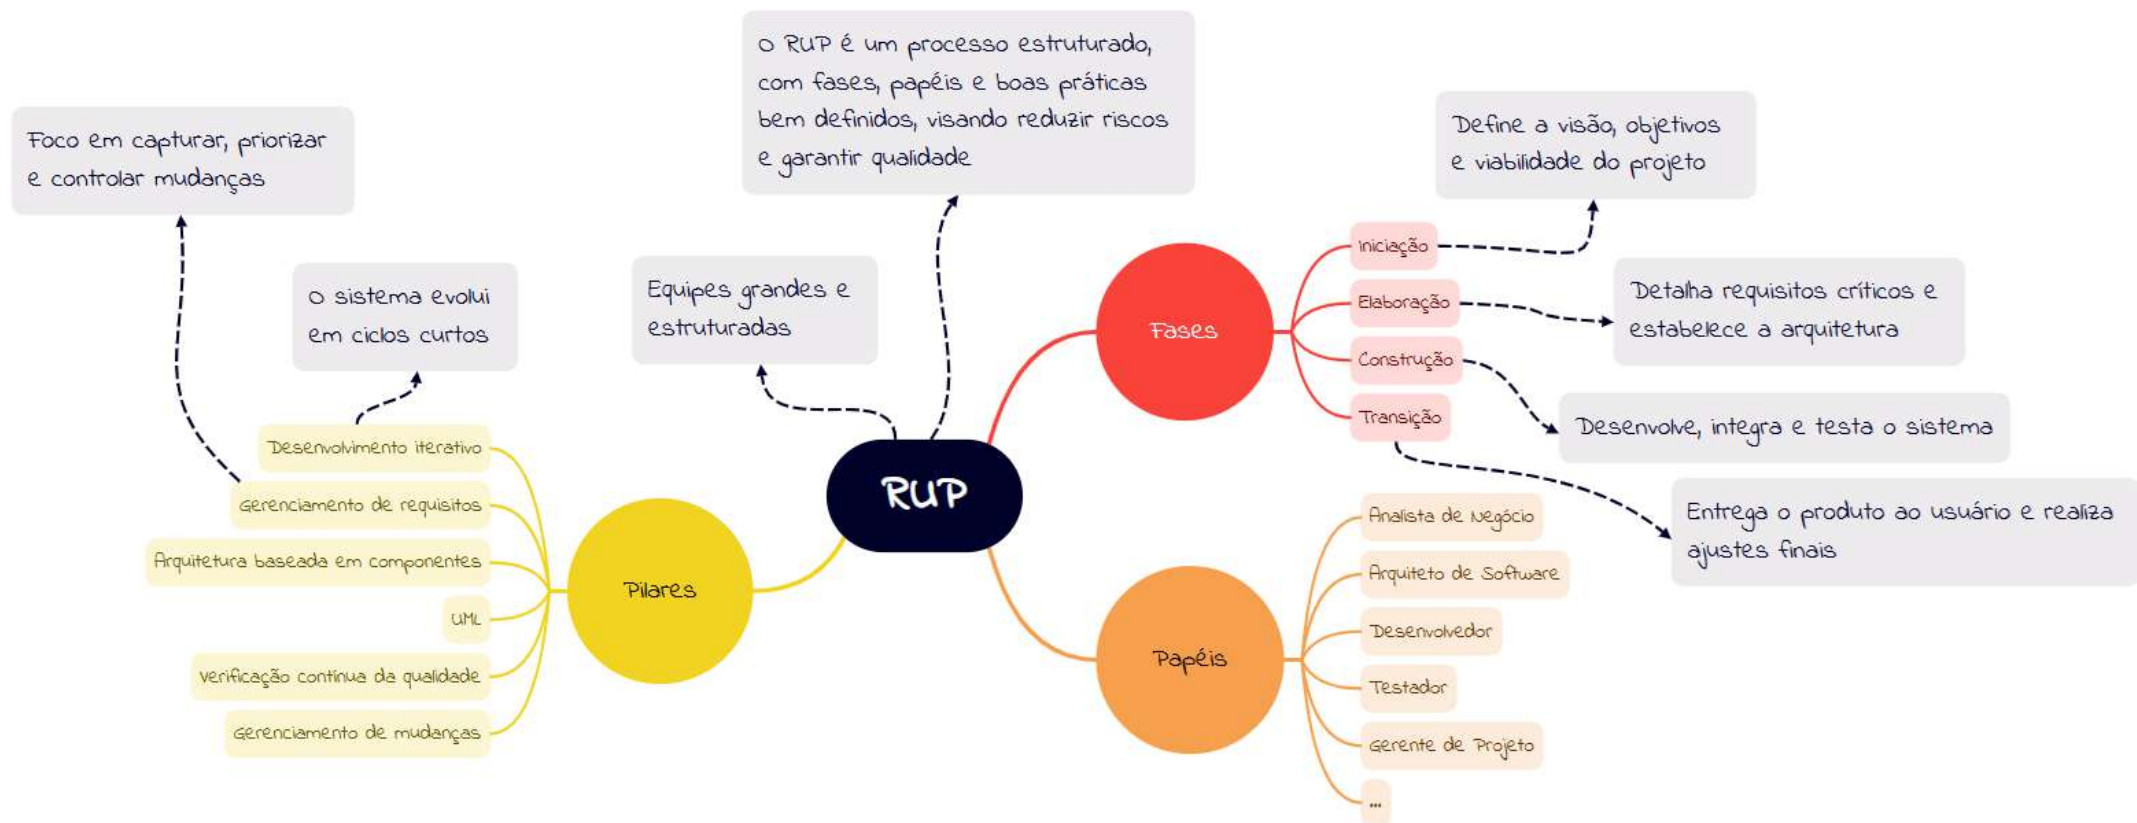 O RUP é um processo estruturado,
com fases, papéis e boas práticas
bem definidos, visando reduzir riscos
e garantir qualidade
Foco em capturar, priorizar
e controlar mudanças
O sistema evolui
em ciclos curtos
Equipes grandes e
estruturadas
Define a visão, objetivos
e viabilidade do projeto
Detalha requisitos críticos e
estabelece a arquitetura
Desenvolve, integra e testa o sistema
Entrega o produto ao usuário e realiza
ajustes finais
RUP
Fases
Iniciação
Elaboração
Construção
Transição
Papéis
Analista de Negócio
Arquiteto de Software
Desenvolvedor
Testador
Gerente de Projeto
...
Pilares
Desenvolvimento iterativo
Gerenciamento de requisitos
Arquitetura baseada em componentes
UML
Verificação contínua da qualidade
Gerenciamento de mudanças